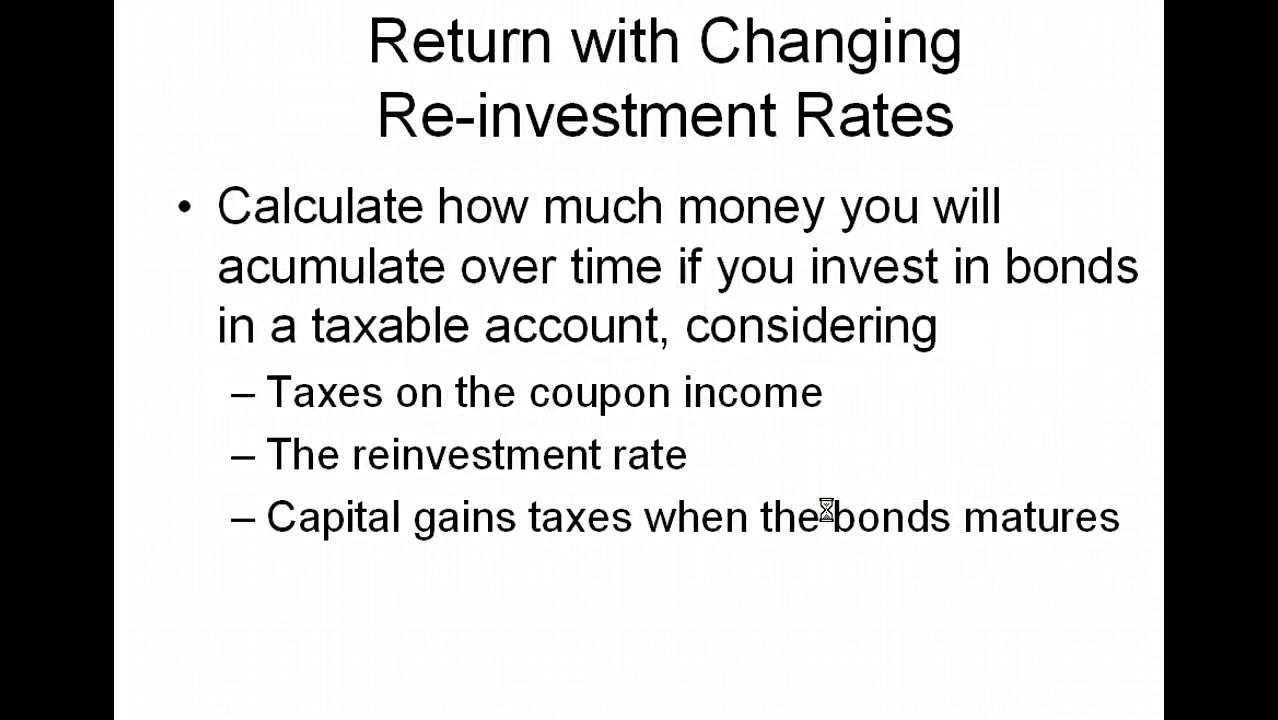 Return with Changing
Re-investment Rates
• Calculate how much money you will
acumulate over time if you invest in bonds
in a taxable account, considering
– Taxes on the coupon income
– The reinvestment rate
– Capital gains taxes when the bonds matures